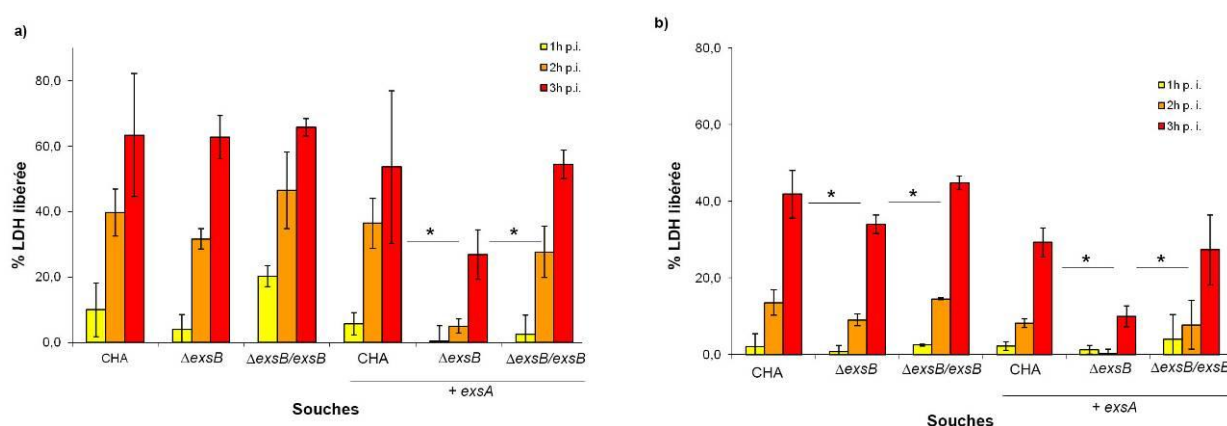 a)
% LDH libérée
80,0
60,0
40,0
20,0
0,0
1h p.i.
2h p.i.
3h p.i.
* *
CHA ΔexsB ΔexsB/exsB CHA ΔexsB ΔexsB/exsB
+ exsA
Souches
b)
% LDH libérée
80,0
60,0
40,0
20,0
0,0
1h p. i.
2h p. i.
3h p. i.
* *
* *
CHA ΔexsB ΔexsB/exsB CHA ΔexsB ΔexsB/exsB
+ exsA
Souches